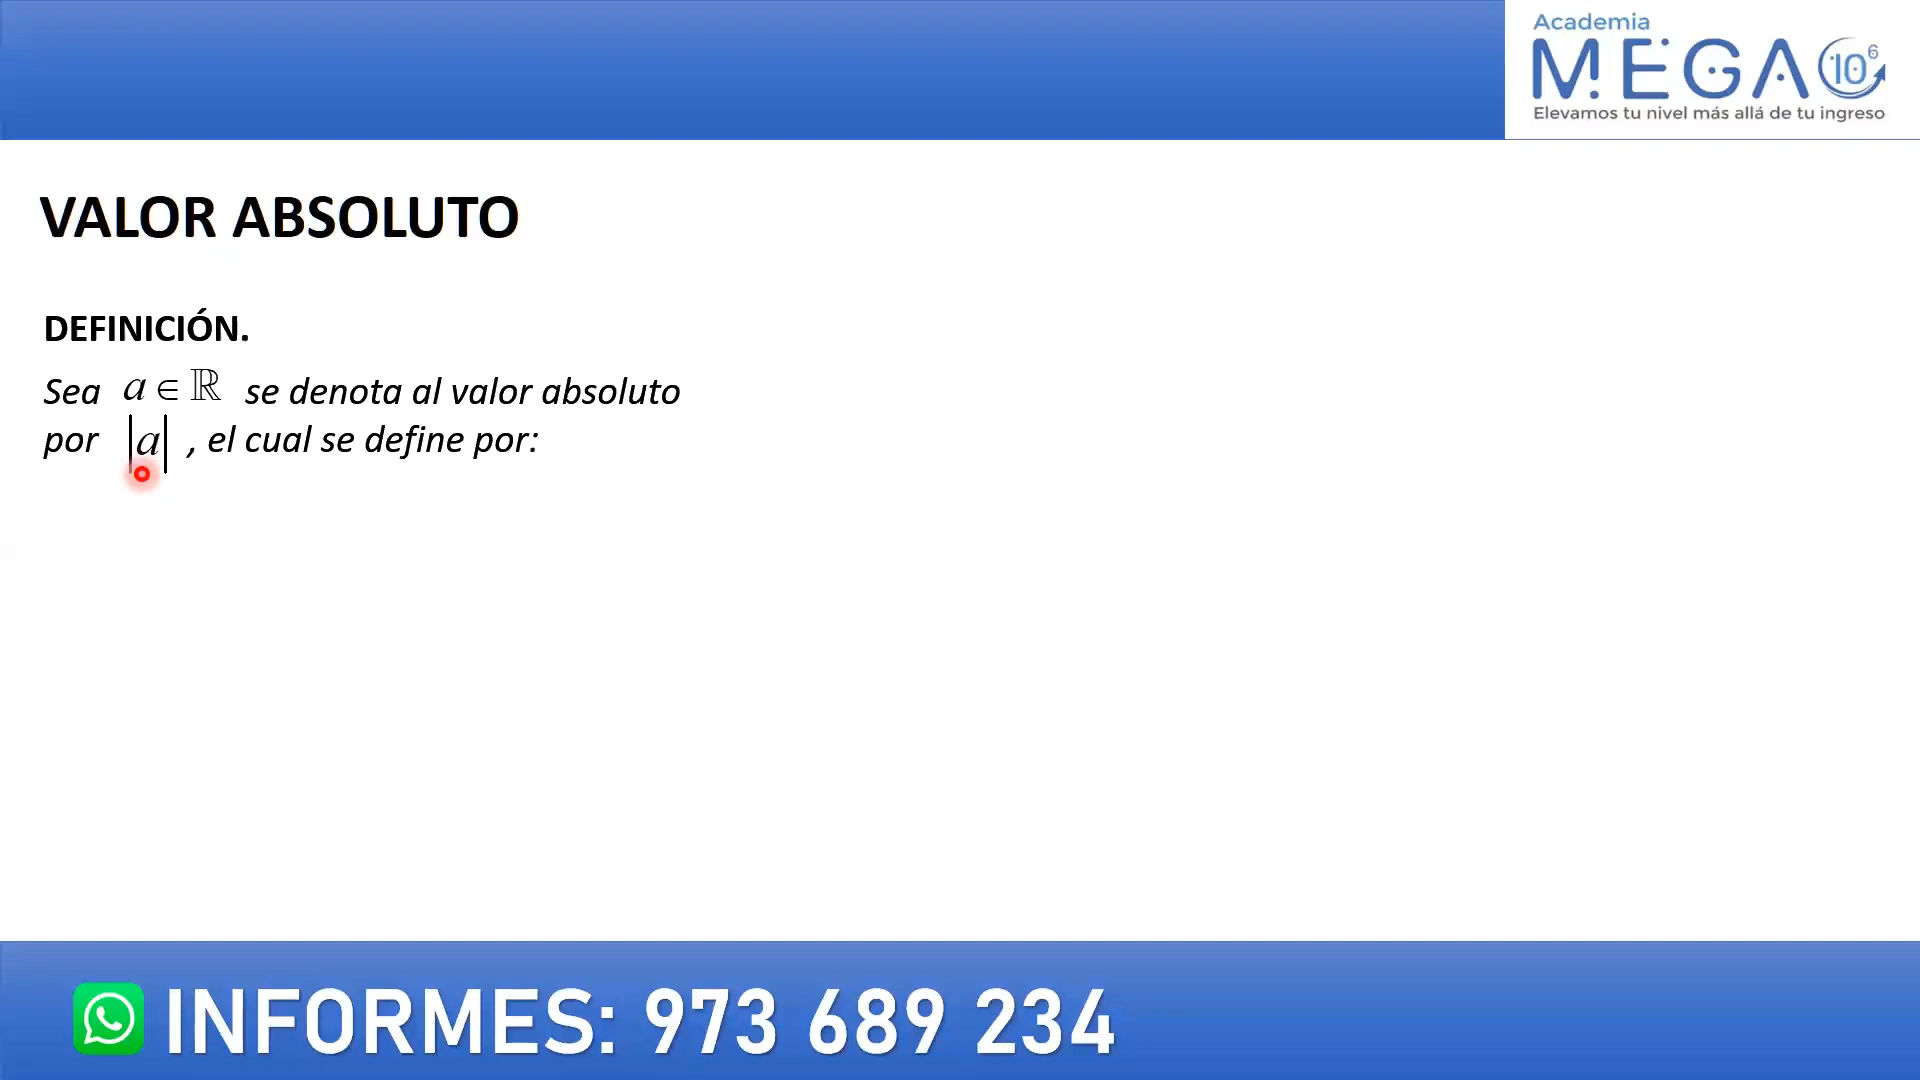 Academia
MEGA 10⁶
Elevamos tu nivel más allá de tu ingreso
VALOR ABSOLUTO
DEFINICIÓN.
Sea a ∈ ℝ se denota al valor absoluto
por |a| , el cual se define por:
INFORMES: 973 689 234